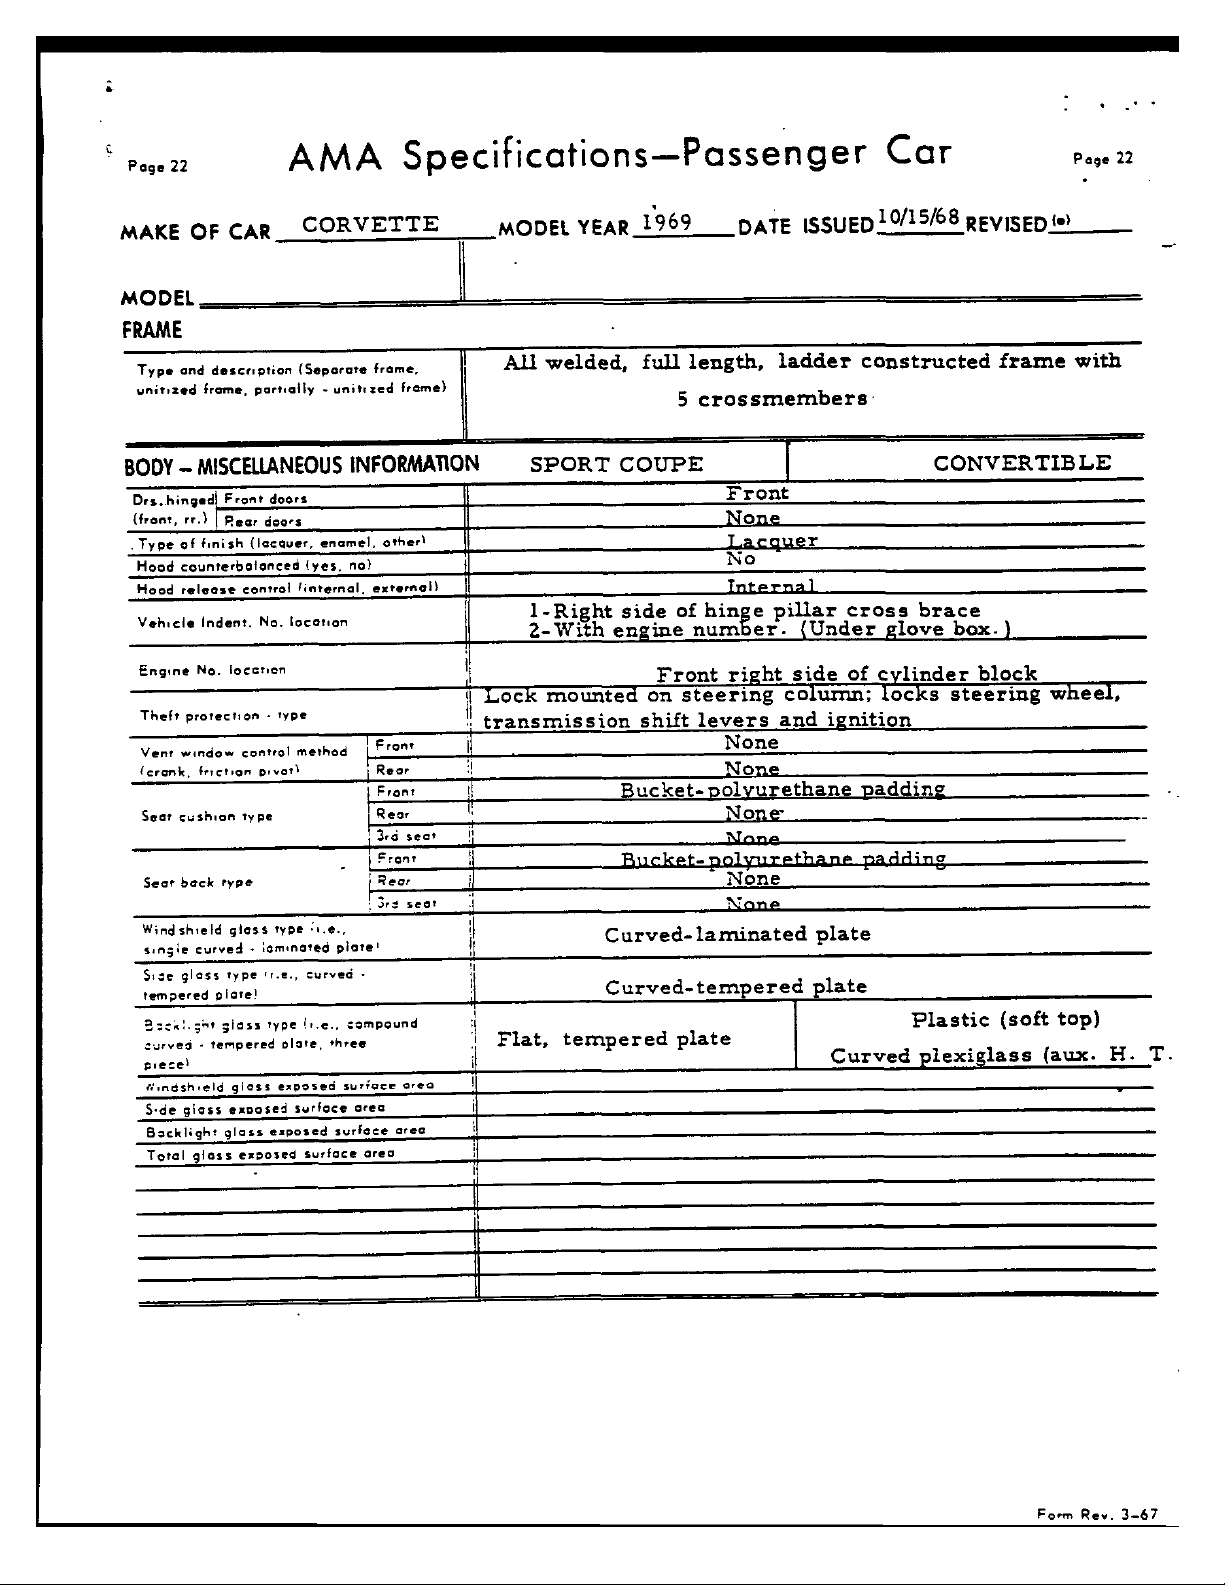 Page 22 AMA Specifications—Passenger Car Page 22
MAKE OF CAR CORVETTE MODEL YEAR 1969 DATE ISSUED 10/15/68 REVISED (•)
MODEL
FRAME
Type and description (Separate frame, unitized frame, partially - unitized frame) All welded, full length, ladder constructed frame with
5 crossmembers
BODY – MISCELLANEOUS INFORMATION SPORT COUPE CONVERTIBLE
Drs. hinged (front, rr.) Front doors Front
Rear doors None
Type of finish (lacquer, enamel, other) Lacquer
Hood counterbalanced (yes, no) No
Hood release control (internal, external) Internal
Vehicle Indent. No. location 1-Right side of hinge pillar cross brace
2-With engine number. (Under glove box.)
Engine No. location Front right side of cylinder block
Theft protection - type Lock mounted on steering column; locks steering wheel,
transmission shift levers and ignition
Vent window control method (crank, friction pivot) Front None
Rear None
Seat cushion type Front Bucket-polyurethane padding
Rear None
3rd seat None
Seat back type Front Bucket-polyurethane padding
Rear None
3rd seat None
Windshield glass type (i.e., single curved - laminated plate) Curved-laminated plate
Side glass type (i.e., curved - tempered plate) Curved-tempered plate
Backlight glass type (i.e., compound curved - tempered plate, three piece) Flat, tempered plate Plastic (soft top)
Curved plexiglass (aux. H. T.
Windshield glass exposed surface area
Side glass exposed surface area
Backlight glass exposed surface area
Total glass exposed surface area
Form Rev. 3-67